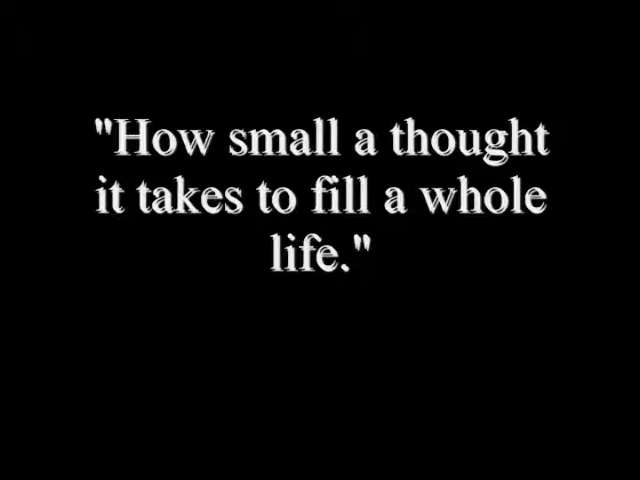 "How small a thought
it takes to fill a whole
life."